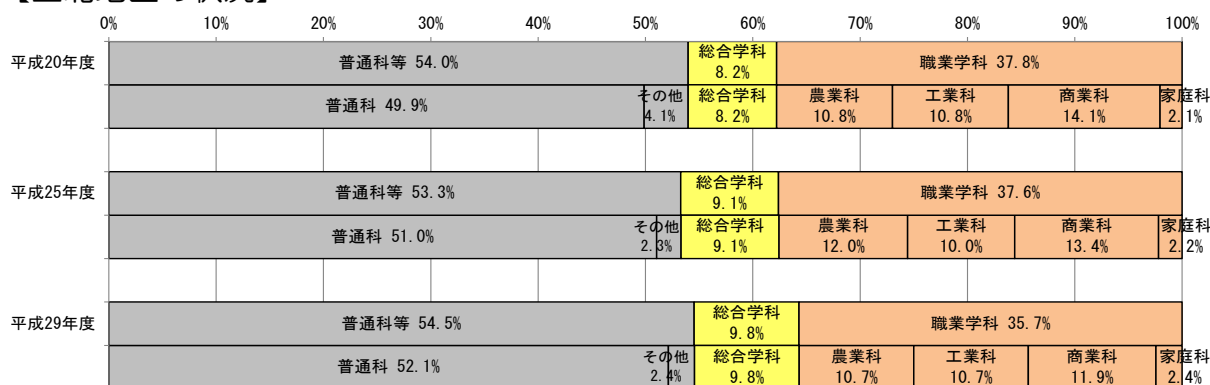 0% 10% 20% 30% 40% 50% 60% 70% 80% 90% 100%
平成20年度
普通科等 54.0%
総合学科
8.2%
職業学科 37.8%
普通科 49.9%
その他
4.1%
総合学科
8.2%
農業科
10.8%
工業科
10.8%
商業科
14.1%
家庭科
2.1%
平成25年度
普通科等 53.3%
総合学科
9.1%
職業学科 37.6%
普通科 51.0%
その他
2.3%
総合学科
9.1%
農業科
12.0%
工業科
10.0%
商業科
13.4%
家庭科
2.2%
平成29年度
普通科等 54.5%
総合学科
9.8%
職業学科 35.7%
普通科 52.1%
その他
2.4%
総合学科
9.8%
農業科
10.7%
工業科
10.7%
商業科
11.9%
家庭科
2.4%